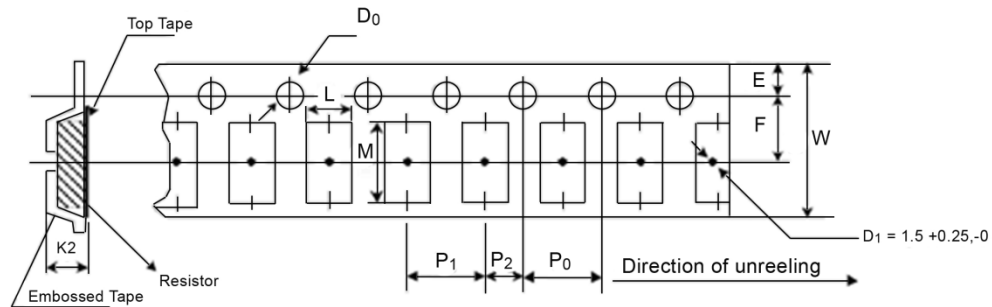 Top Tape
D0
L
E
F
W
M
K2
P1
P2
P0
D1 = 1.5 +0.25,-0
Direction of unreeling
Resistor
Embossed Tape